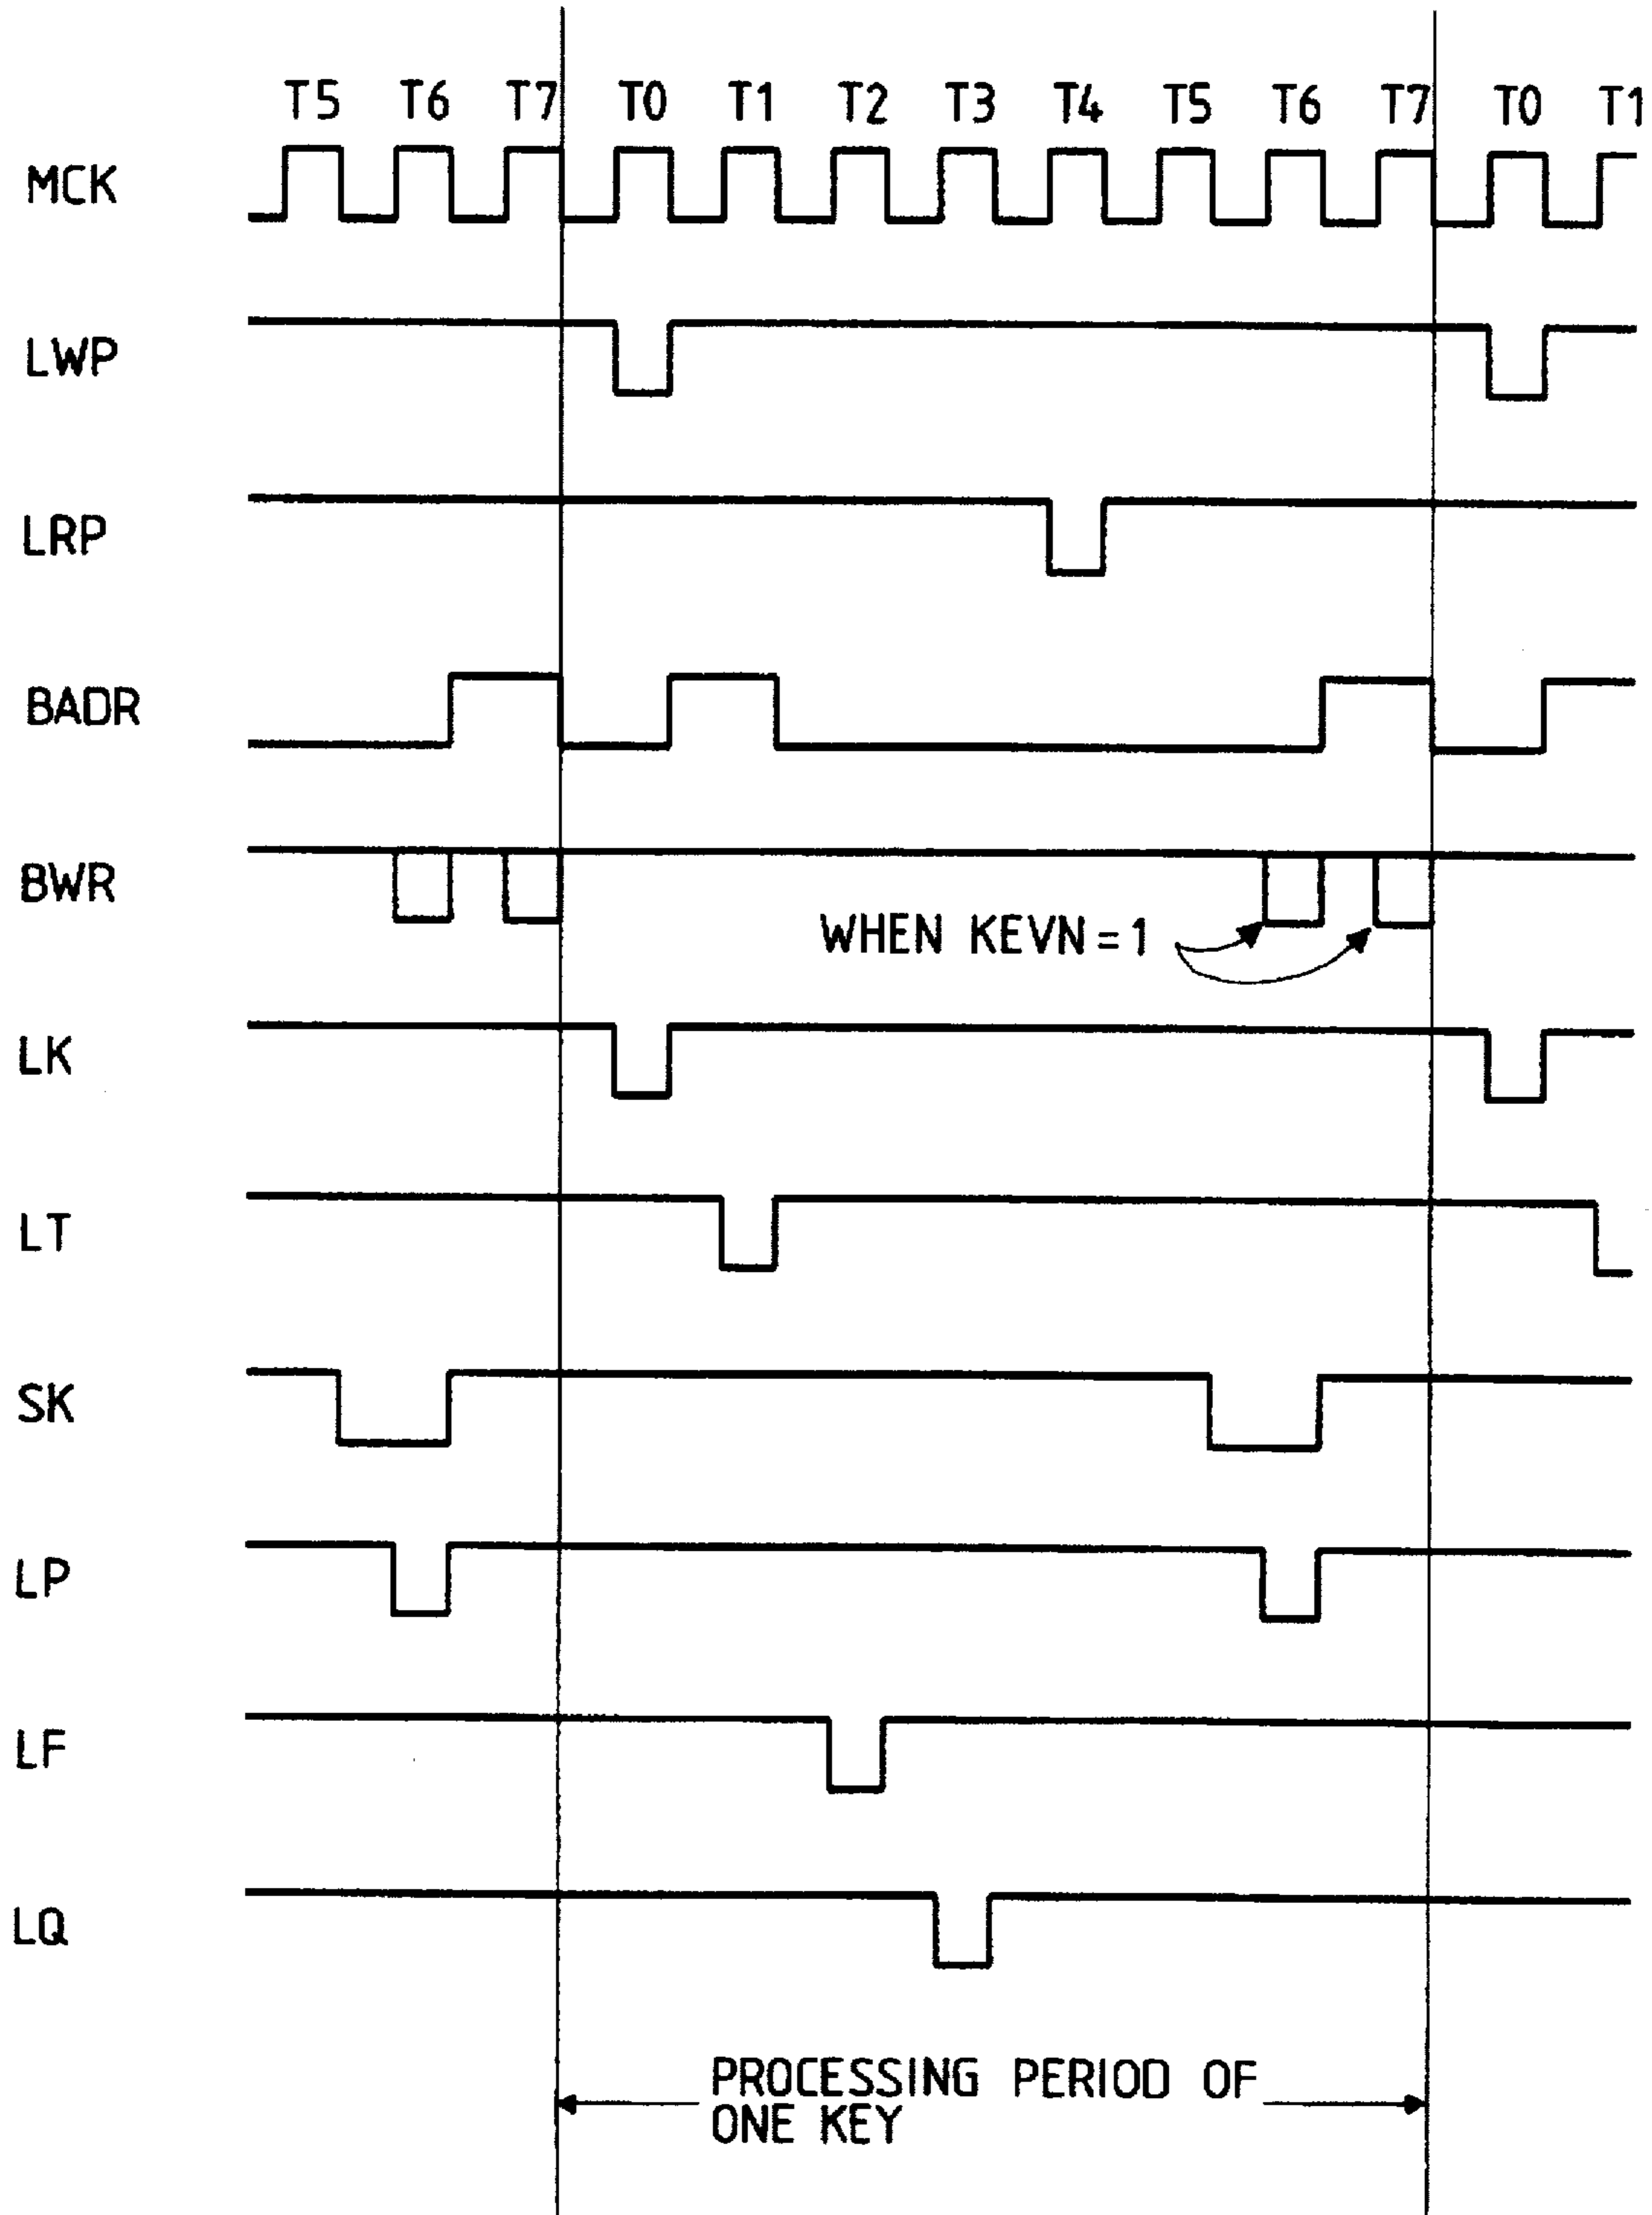 T5 T6 T7 T0 T1 T2 T3 T4 T5 T6 T7 T0 T1
MCK
LWP
LRP
BADR
BWR
WHEN KEVN=1
LK
LT
SK
LP
LF
LQ
PROCESSING PERIOD OF
ONE KEY